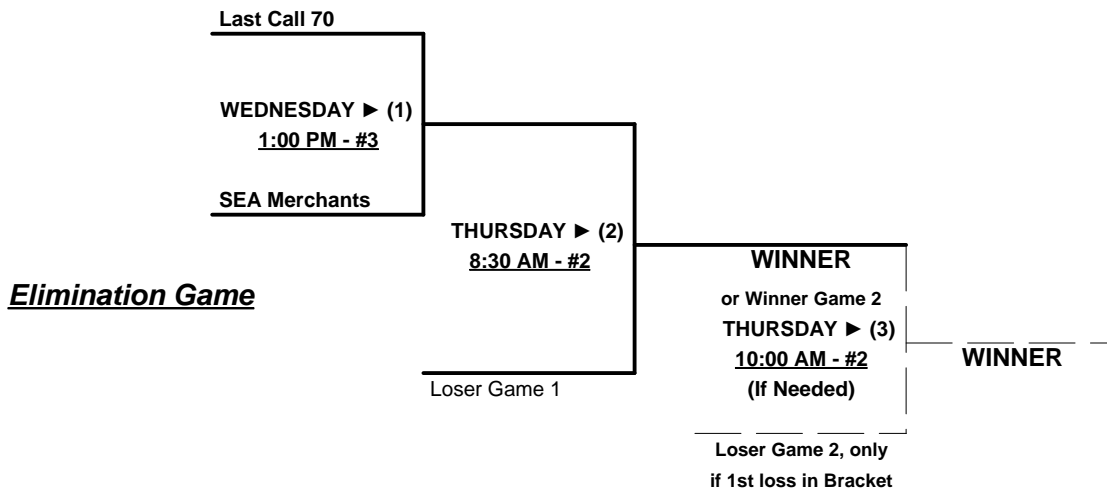 Last Call 70
WEDNESDAY ► (1)
1:00 PM - #3
SEA Merchants
THURSDAY ► (2)
8:30 AM - #2
WINNER
Elimination Game
or Winner Game 2
THURSDAY ► (3)
10:00 AM - #2
WINNER
Loser Game 1
(If Needed)
Loser Game 2, only
if 1st loss in Bracket